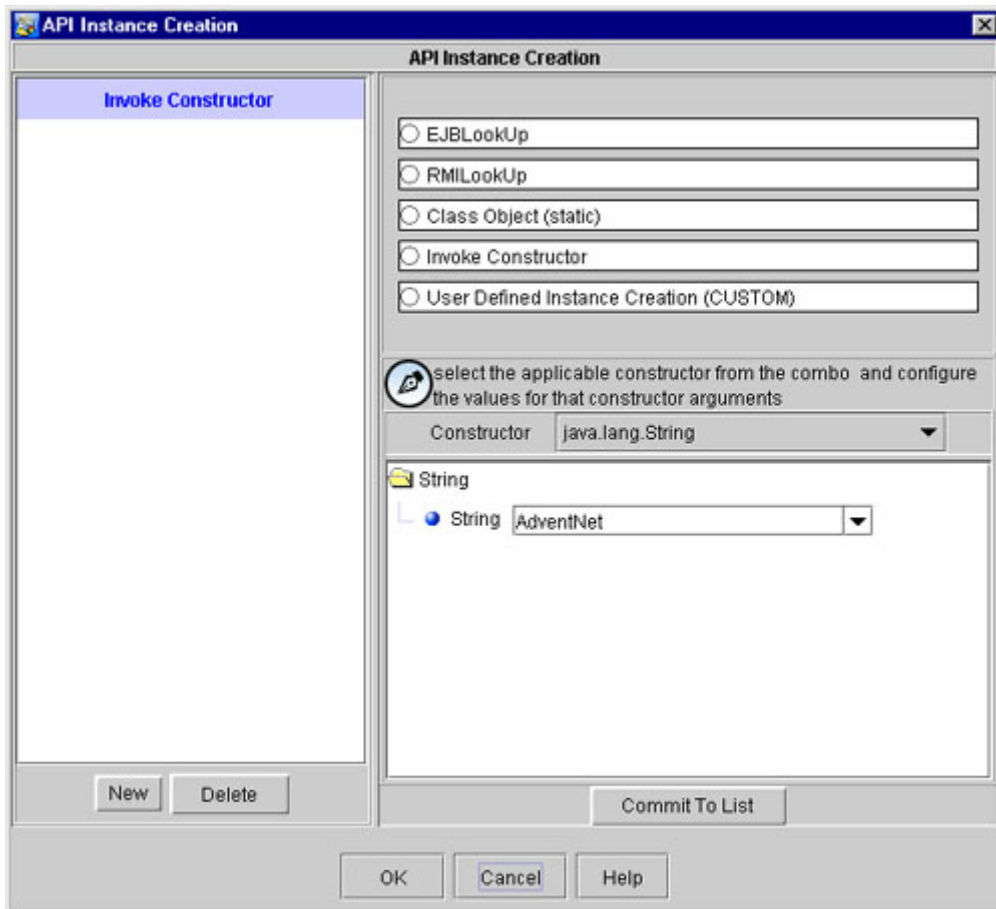 API Instance Creation
API Instance Creation
Invoke Constructor
EJBLookUp
RMILookUp
Class Object (static)
Invoke Constructor
User Defined Instance Creation (CUSTOM)
select the applicable constructor from the combo and configure
the values for that constructor arguments
Constructor java.lang.String
String
String AdventNet
New Delete
Commit To List
OK Cancel Help